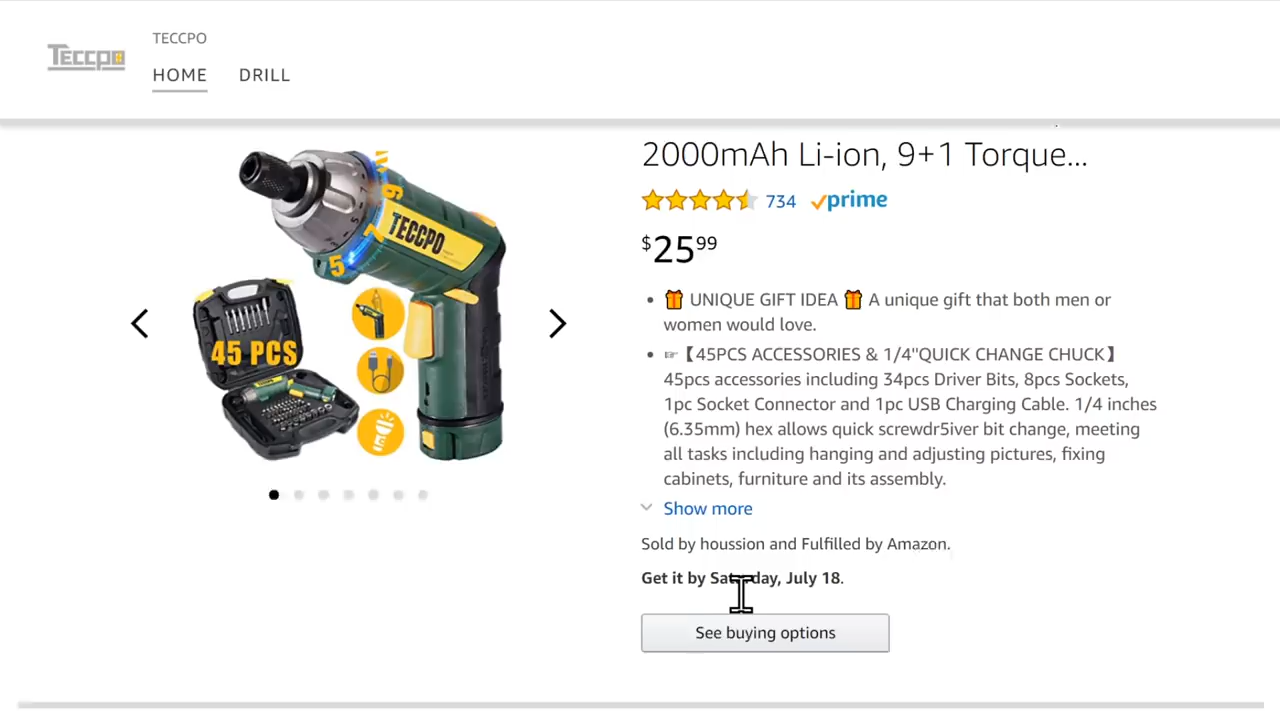 Teccpo
TECCPO
HOME DRILL
2000mAh Li-ion, 9+1 Torque...
734 prime
$25 99
🎁 UNIQUE GIFT IDEA 🎁 A unique gift that both men or
women would love.
☞【45PCS ACCESSORIES & 1/4"QUICK CHANGE CHUCK】
45pcs accessories including 34pcs Driver Bits, 8pcs Sockets,
1pc Socket Connector and 1pc USB Charging Cable. 1/4 inches
(6.35mm) hex allows quick screwdr5iver bit change, meeting
all tasks including hanging and adjusting pictures, fixing
cabinets, furniture and its assembly.
Show more
Sold by houssion and Fulfilled by Amazon.
Get it by Saturday, July 18.
See buying options
TECCPO
6
7
5
45 PCS